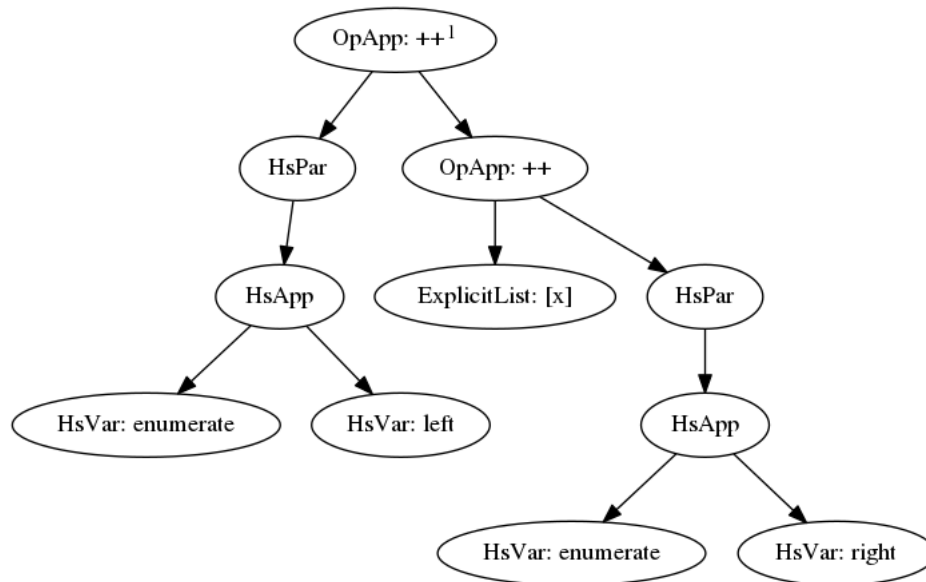 OpApp: ++¹
HsPar
OpApp: ++
HsApp
ExplicitList: [x]
HsPar
HsVar: enumerate
HsVar: left
HsApp
HsVar: enumerate
HsVar: right